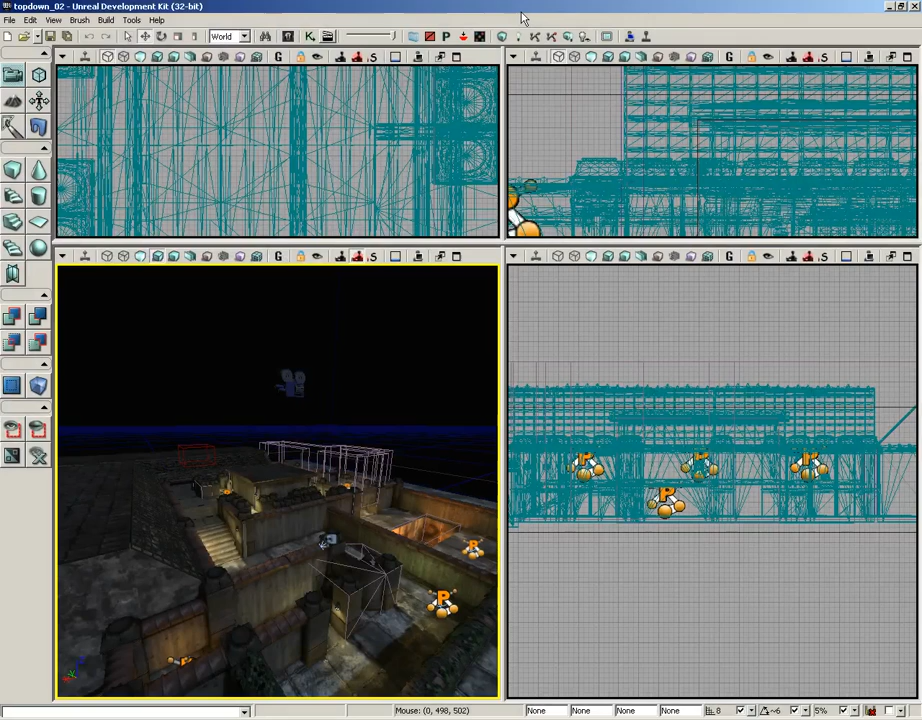 topdown_02 - Unreal Development Kit (32-bit)
File Edit View Brush Build Tools Help
World
G
G
G
G
P
P
P
P
P
P
Mouse: (0, 498, 502)
None
None
None
None
8
~6
5%